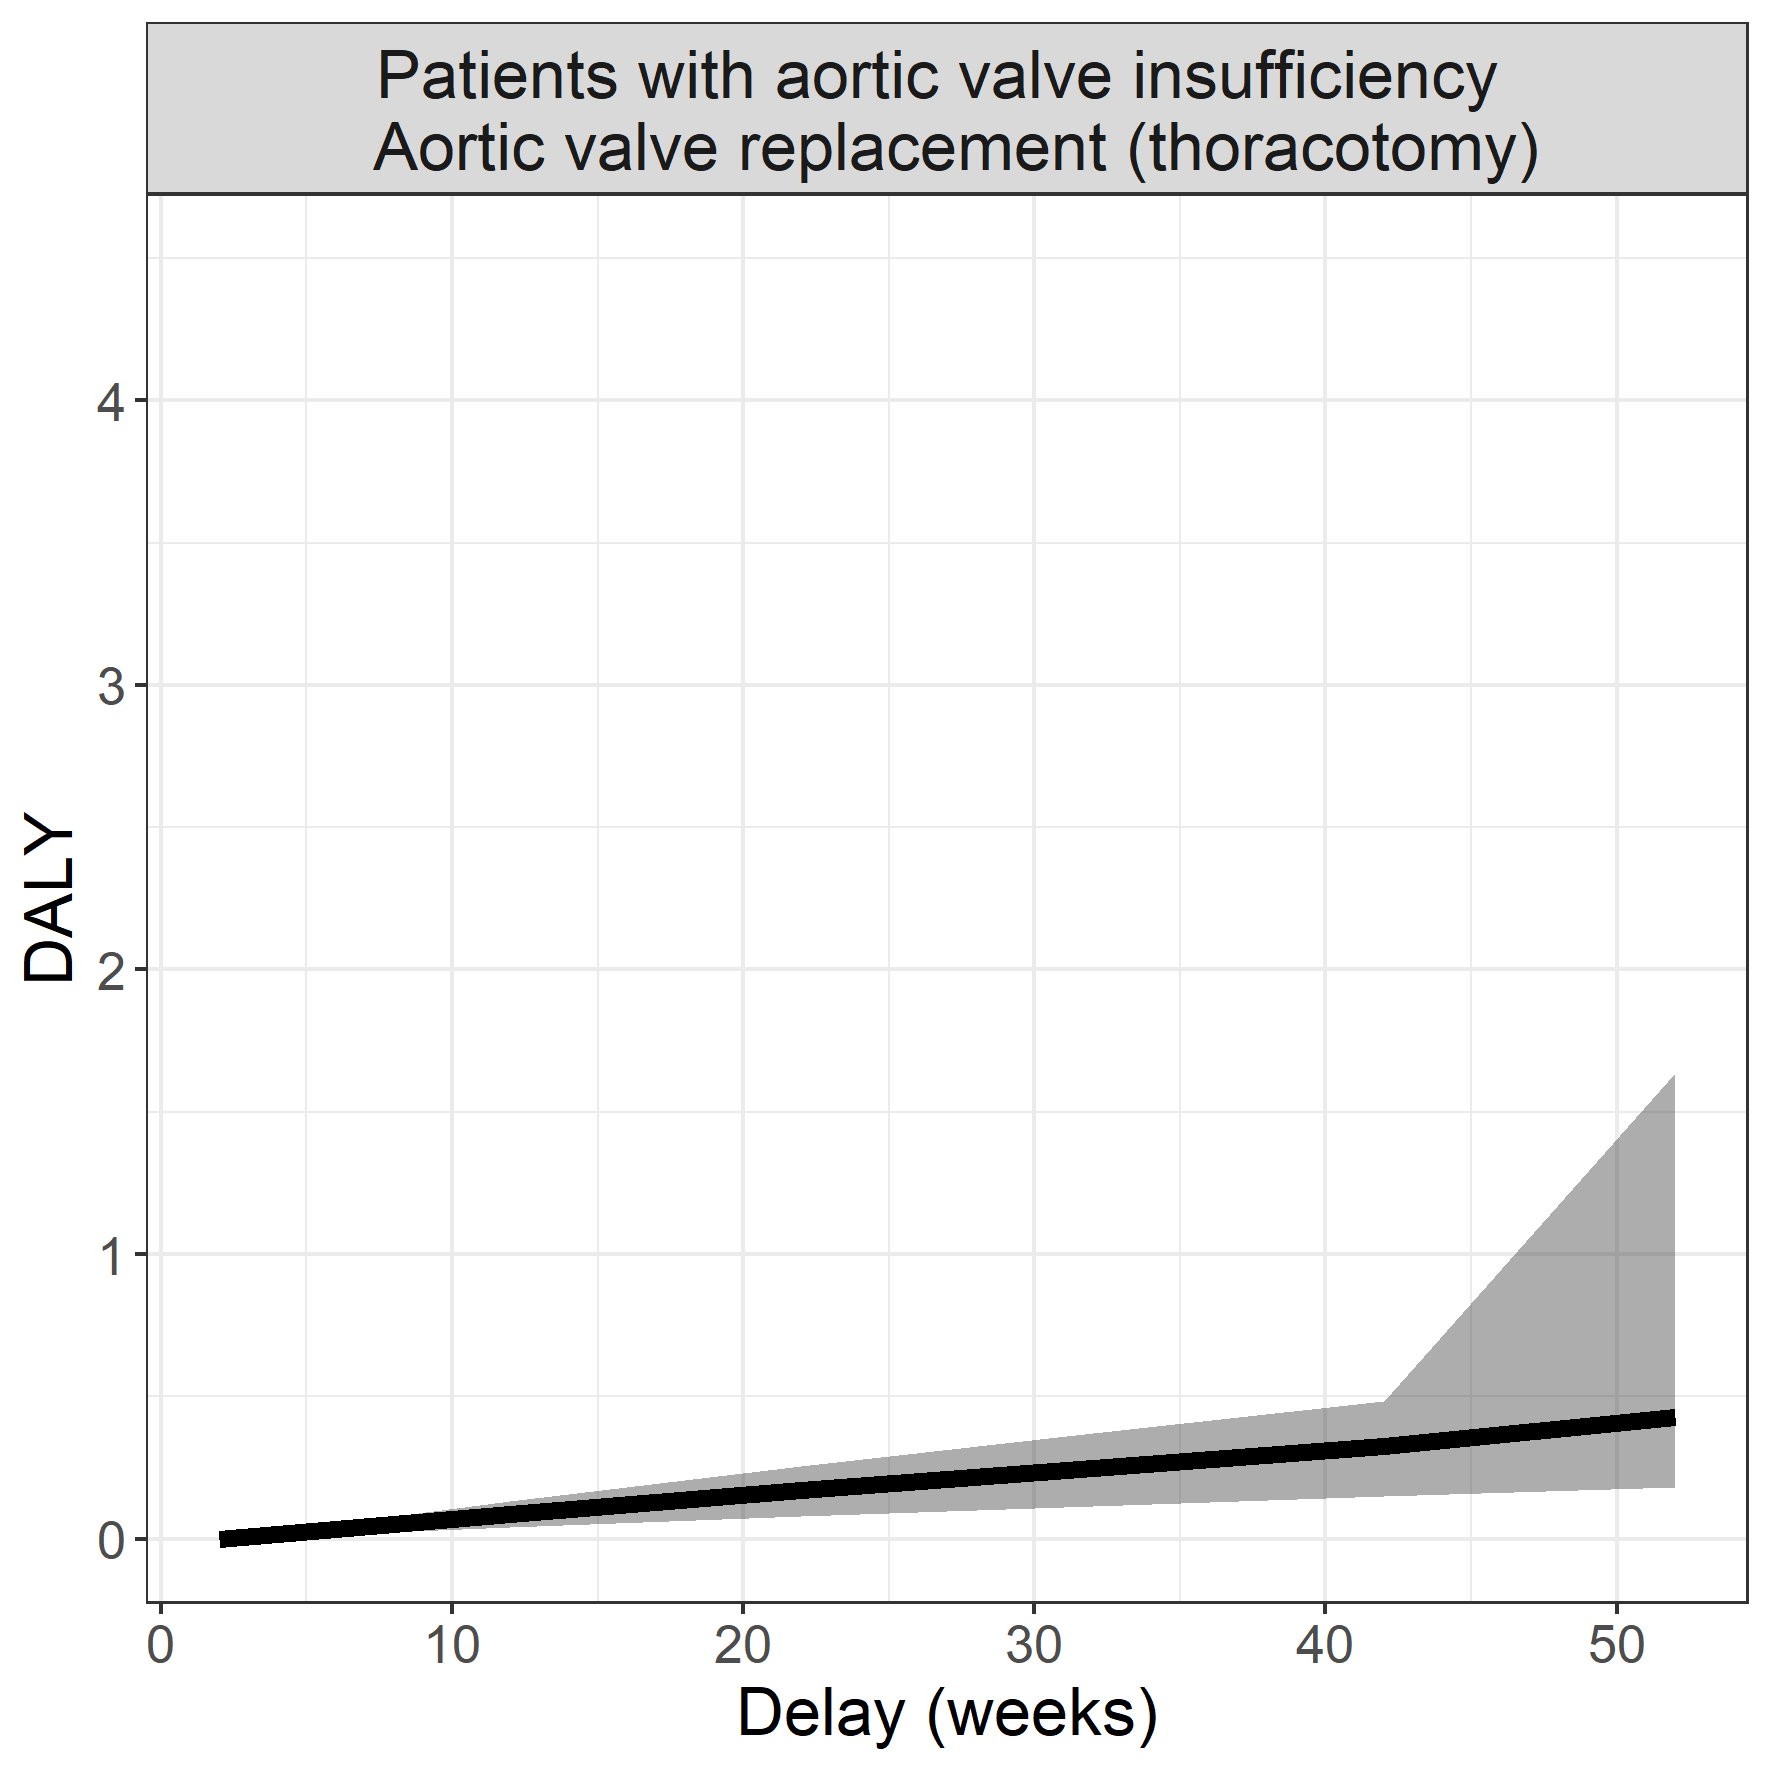 Patients with aortic valve insufficiency
Aortic valve replacement (thoracotomy)
DALY
4
3
2
1
0
0 10 20 30 40 50
Delay (weeks)